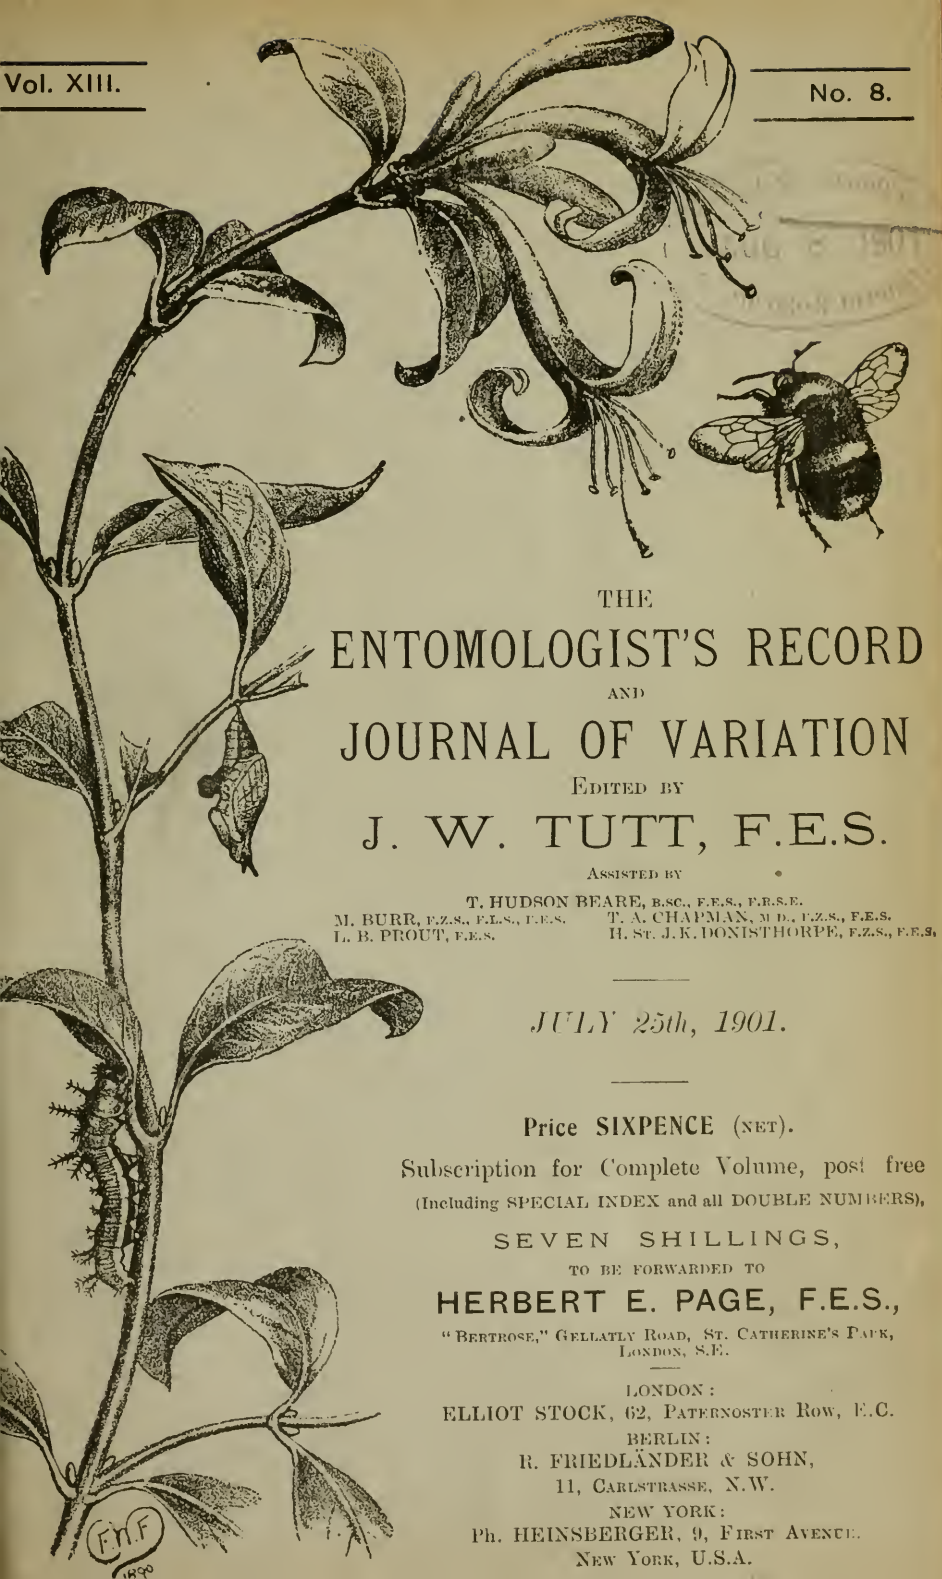 Vol. XIII.
No. 8.
THE
ENTOMOLOGIST'S RECORD
AND
JOURNAL OF VARIATION
EDITED BY
J. W. TUTT, F.E.S.
ASSISTED BY
T. HUDSON BEARE, B.SC., F.E.S., F.R.S.E.
M. BURR, F.Z.S., F.L.S., F.E.S. T. A. CHAPMAN, M.D., F.Z.S., F.E.S.
L. B. PROUT, F.E.S. H. ST. J. K. DONISTHORPE, F.Z.S., F.E.S,
JULY 25th, 1901.
Price SIXPENCE (NET).
Subscription for Complete Volume, post free
(Including SPECIAL INDEX and all DOUBLE NUMBERS),
SEVEN SHILLINGS,
TO BE FORWARDED TO
HERBERT E. PAGE, F.E.S.,
"BERTROSE," GELLATLY ROAD, ST. CATHERINE'S PARK,
LONDON, S.E.
LONDON:
ELLIOT STOCK, 62, PATERNOSTER ROW, E.C.
BERLIN:
R. FRIEDLÄNDER & SOHN,
11, CARLSTRASSE, N.W.
NEW YORK:
Ph. HEINSBERGER, 9, FIRST AVENUE.
NEW YORK, U.S.A.
F.N.F
1890